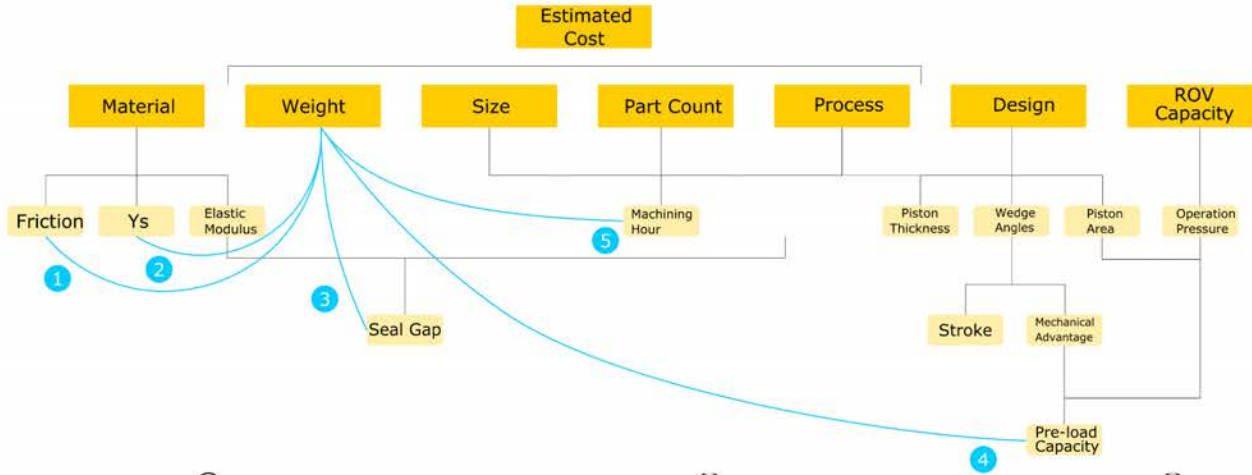 Estimated
Cost
Material
Weight
Size
Part Count
Process
Design
ROV
Capacity
Friction
Ys
Elastic
Modulus
Machining
Hour
Piston
Thickness
Wedge
Angles
Piston
Area
Operation
Pressure
1
2
3
5
Seal Gap
Stroke
Mechanical
Advantage
Pre-load
Capacity
4